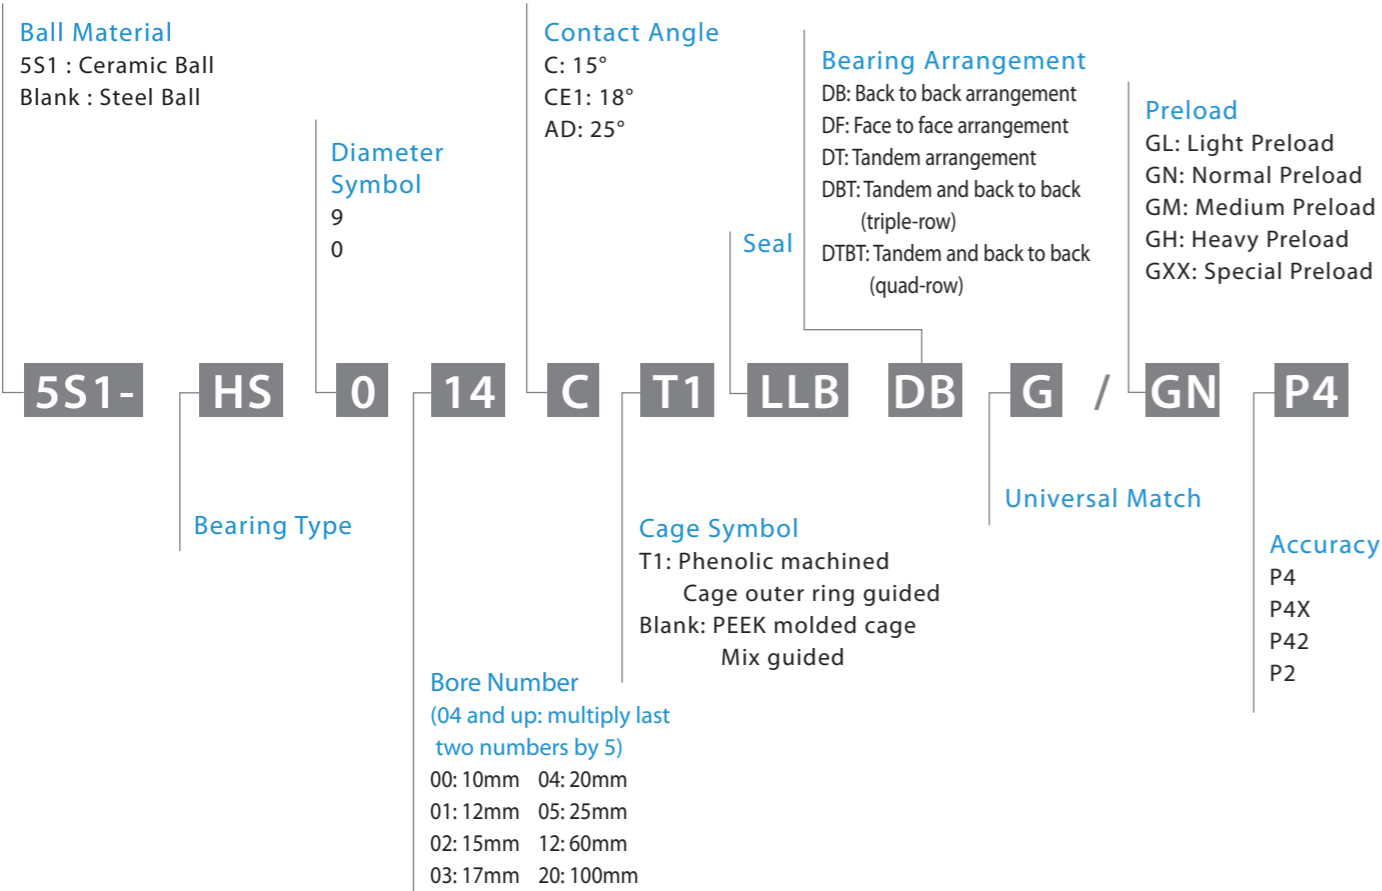 Ball Material
5S1 : Ceramic Ball
Blank : Steel Ball
Diameter
Symbol
9
0
Contact Angle
C: 15°
CE1: 18°
AD: 25°
Seal
Bearing Arrangement
DB: Back to back arrangement
DF: Face to face arrangement
DT: Tandem arrangement
DBT: Tandem and back to back
(triple-row)
DTBT: Tandem and back to back
(quad-row)
Preload
GL: Light Preload
GN: Normal Preload
GM: Medium Preload
GH: Heavy Preload
GXX: Special Preload
5S1- HS 0 14 C T1 LLB DB G / GN P4
Bearing Type
Bore Number
(04 and up: multiply last
two numbers by 5)
00: 10mm 04: 20mm
01: 12mm 05: 25mm
02: 15mm 12: 60mm
03: 17mm 20: 100mm
Cage Symbol
T1: Phenolic machined
Cage outer ring guided
Blank: PEEK molded cage
Mix guided
Universal Match
Accuracy
P4
P4X
P42
P2